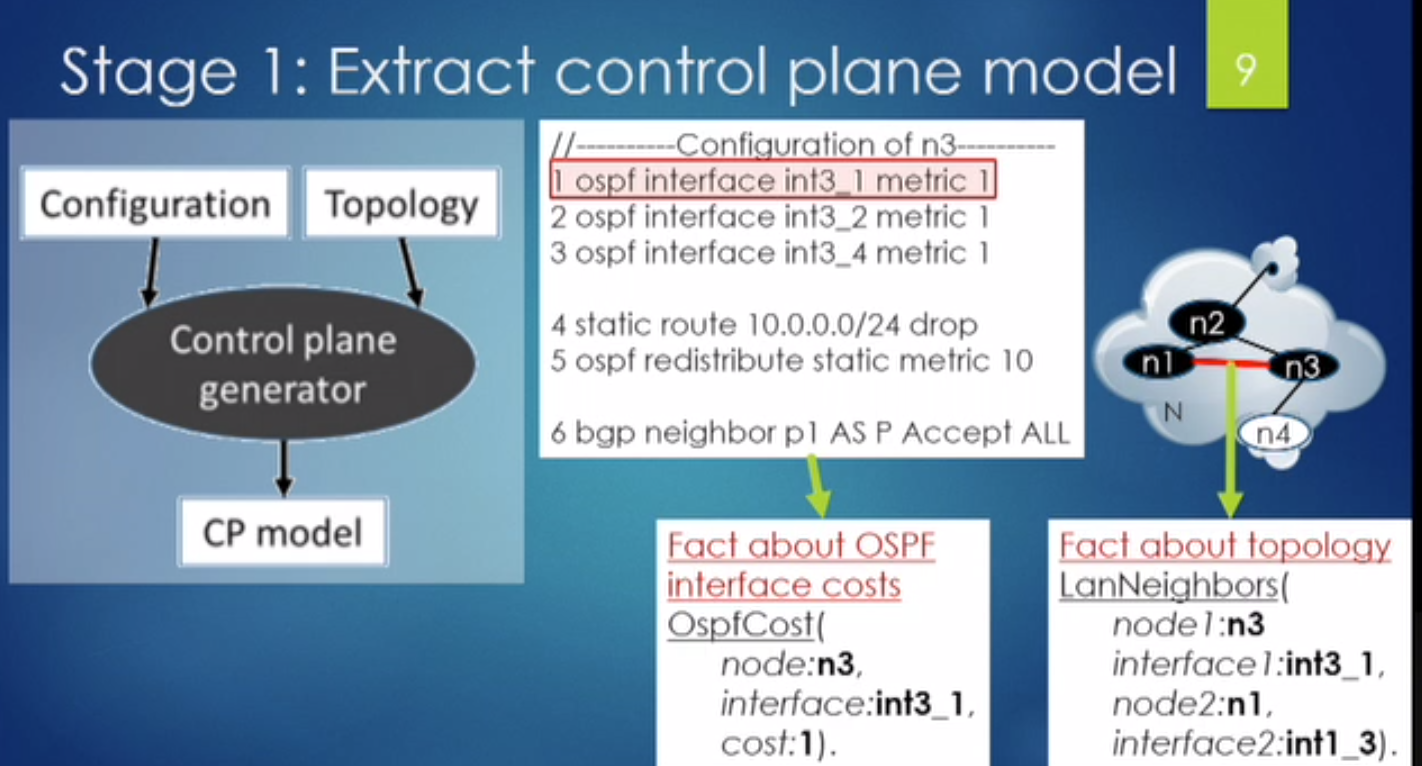 Stage 1: Extract control plane model
9
Configuration
Topology
Control plane
generator
CP model
//----------Configuration of n3----------
1 ospf interface int3_1 metric 1
2 ospf interface int3_2 metric 1
3 ospf interface int3_4 metric 1
4 static route 10.0.0.0/24 drop
5 ospf redistribute static metric 10
6 bgp neighbor p1 AS P Accept ALL
n2
n1
n3
N
n4
Fact about OSPF
interface costs
OspfCost(
node:n3,
interface:int3_1,
cost:1).
Fact about topology
LanNeighbors(
node1:n3
interface1:int3_1,
node2:n1,
interface2:int1_3).